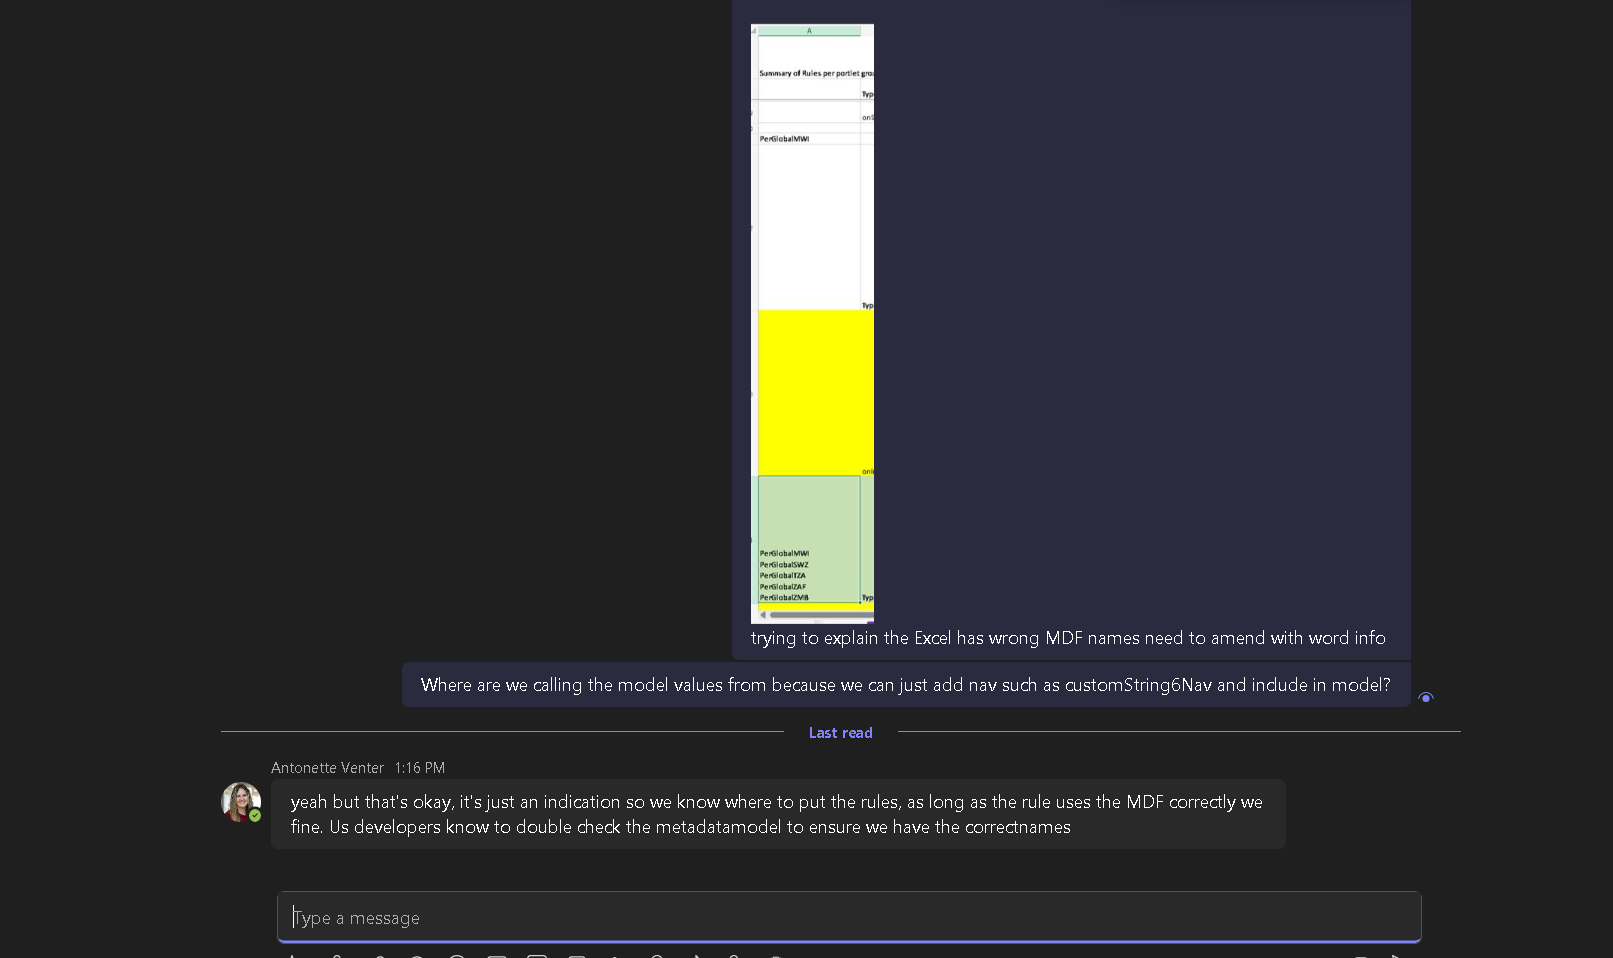 A
Summary of Rules per portlet grou
Typ
onS
PerGlobalMWI
Typ
onI
PerGlobalMWI
PerGlobalSWZ
PerGlobalTZA
PerGlobalZAF
PerGlobalZMB Typ
trying to explain the Excel has wrong MDF names need to amend with word info
Where are we calling the model values from because we can just add nav such as customString6Nav and include in model?
Last read
Antonette Venter 1:16 PM
yeah but that's okay, it's just an indication so we know where to put the rules, as long as the rule uses the MDF correctly we
fine. Us developers know to double check the metadatamodel to ensure we have the correctnames
Type a message